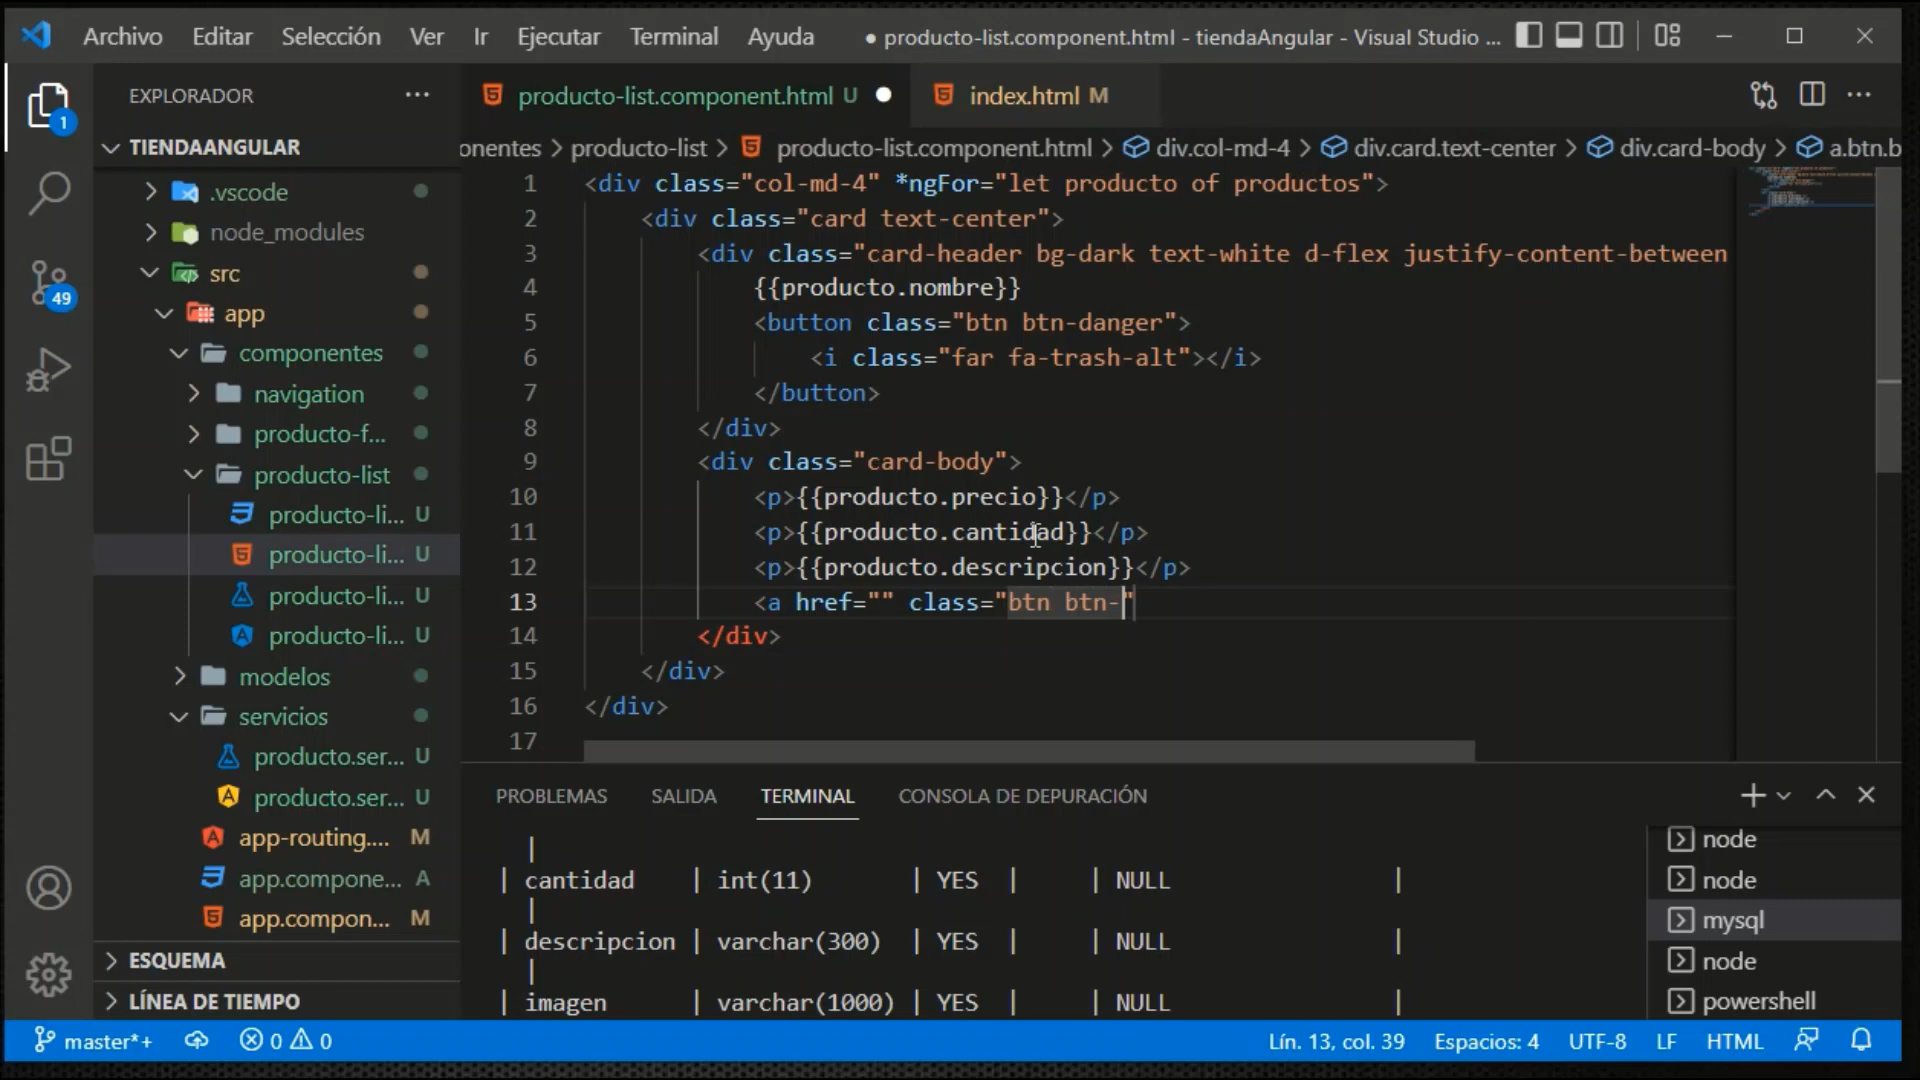 Archivo Editar Selección Ver Ir Ejecutar Terminal Ayuda ● producto-list.component.html - tiendaAngular - Visual Studio ...
EXPLORADOR ...
1
49
TIENDAANGULAR
.vscode
node_modules
src
app
componentes
navigation
producto-f...
producto-list
producto-li... U
producto-li... U
producto-li... U
producto-li... U
modelos
servicios
producto.ser... U
producto.ser... U
app-routing.... M
app.compone... A
app.compon... M
ESQUEMA
LÍNEA DE TIEMPO
producto-list.component.html U ● index.html M
onentes > producto-list > producto-list.component.html > div.col-md-4 > div.card.text-center > div.card-body > a.btn.b
1 <div class="col-md-4" *ngFor="let producto of productos">
2 <div class="card text-center">
3 <div class="card-header bg-dark text-white d-flex justify-content-between
4 {{producto.nombre}}
5 <button class="btn btn-danger">
6 <i class="far fa-trash-alt"></i>
7 </button>
8 </div>
9 <div class="card-body">
10 <p>{{producto.precio}}</p>
11 <p>{{producto.cantidad}}</p>
12 <p>{{producto.descripcion}}</p>
13 <a href="" class="btn btn-"
14 </div>
15 </div>
16 </div>
17
PROBLEMAS SALIDA TERMINAL CONSOLA DE DEPURACIÓN
|
| cantidad | int(11) | YES | | NULL |
|
| descripcion | varchar(300) | YES | | NULL |
|
| imagen | varchar(1000) | YES | | NULL |
node
node
mysql
node
powershell
master*+ 0 0 Lín. 13, col. 39 Espacios: 4 UTF-8 LF HTML